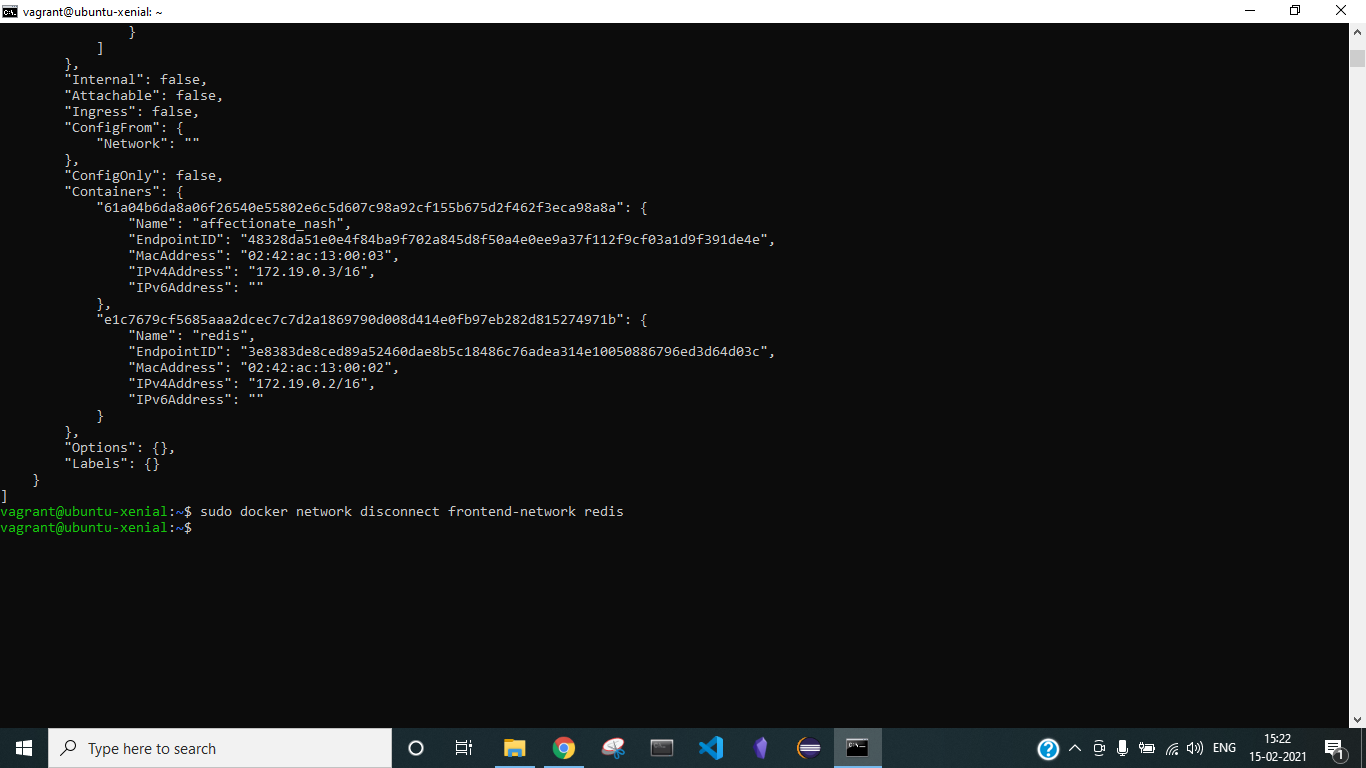 vagrant@ubuntu-xenial: ~
}
]
},
"Internal": false,
"Attachable": false,
"Ingress": false,
"ConfigFrom": {
"Network": ""
},
"ConfigOnly": false,
"Containers": {
"61a04b6da8a06f26540e55802e6c5d607c98a92cf155b675d2f462f3eca98a8a": {
"Name": "affectionate_nash",
"EndpointID": "48328da51e0e4f84ba9f702a845d8f50a4e0ee9a37f112f9cf03a1d9f391de4e",
"MacAddress": "02:42:ac:13:00:03",
"IPv4Address": "172.19.0.3/16",
"IPv6Address": ""
},
"e1c7679cf5685aaa2dcec7c7d2a1869790d008d414e0fb97eb282d815274971b": {
"Name": "redis",
"EndpointID": "3e8383de8ced89a52460dae8b5c18486c76adea314e10050886796ed3d64d03c",
"MacAddress": "02:42:ac:13:00:02",
"IPv4Address": "172.19.0.2/16",
"IPv6Address": ""
}
},
"Options": {},
"Labels": {}
}
]
vagrant@ubuntu-xenial:~$ sudo docker network disconnect frontend-network redis
vagrant@ubuntu-xenial:~$
Type here to search
ENG
15:22
15-02-2021
1